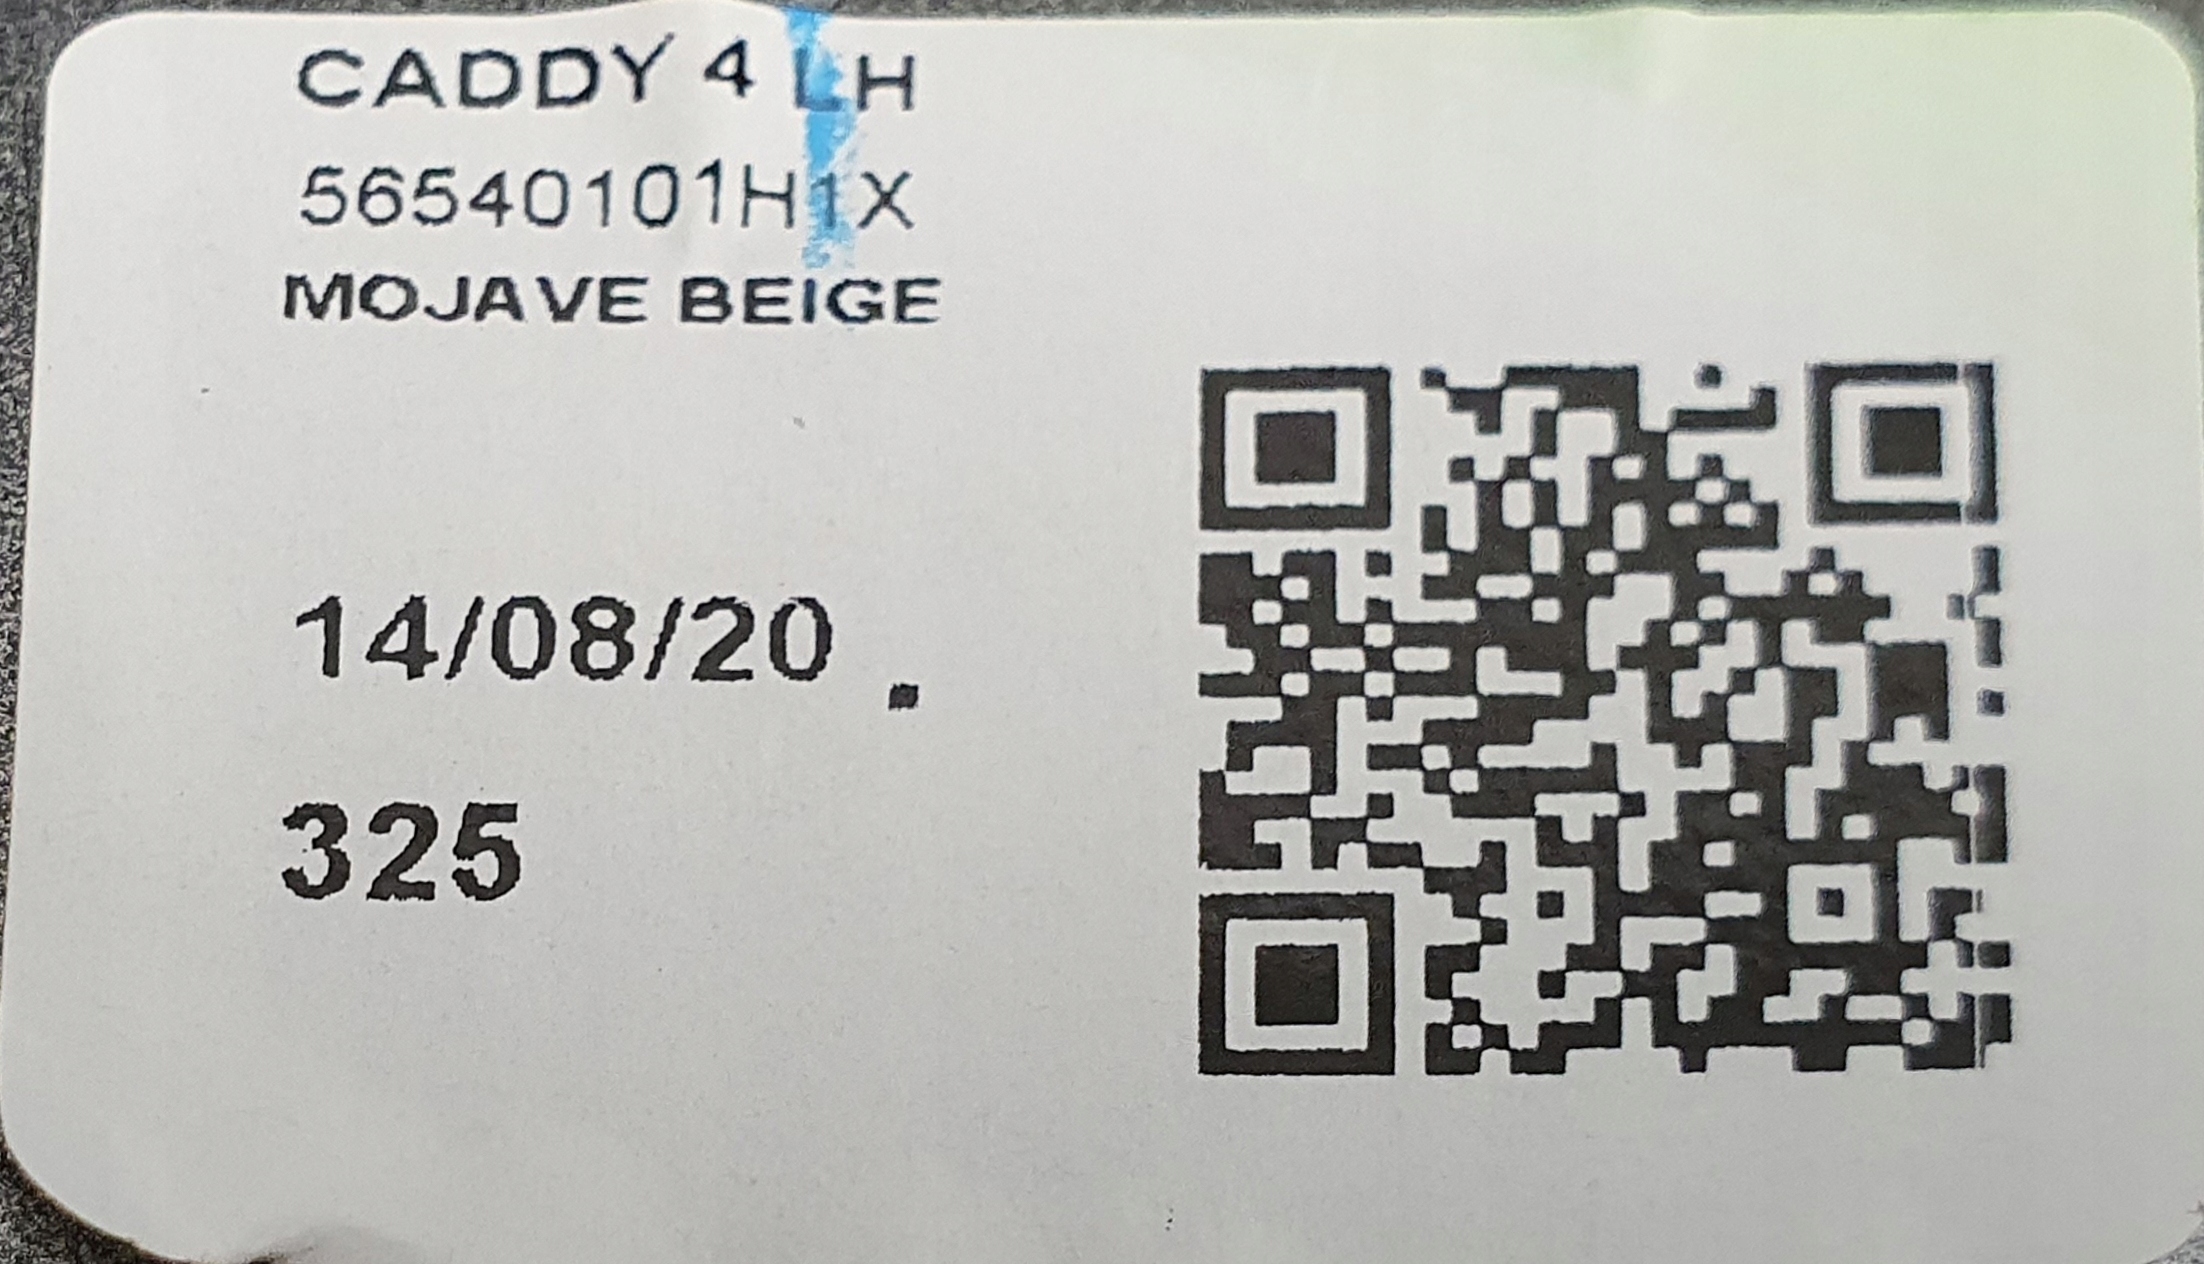 CADDY 4 LH
56540101H1X
MOJAVE BEIGE
14/08/20 .
325